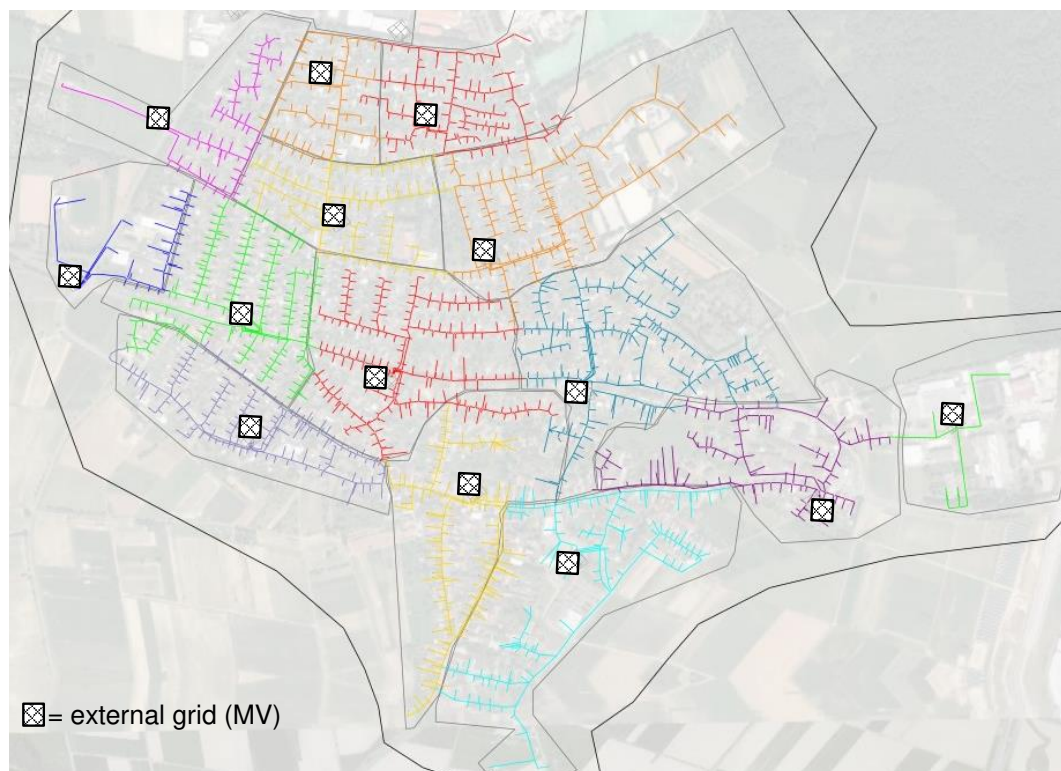 = external grid (MV)